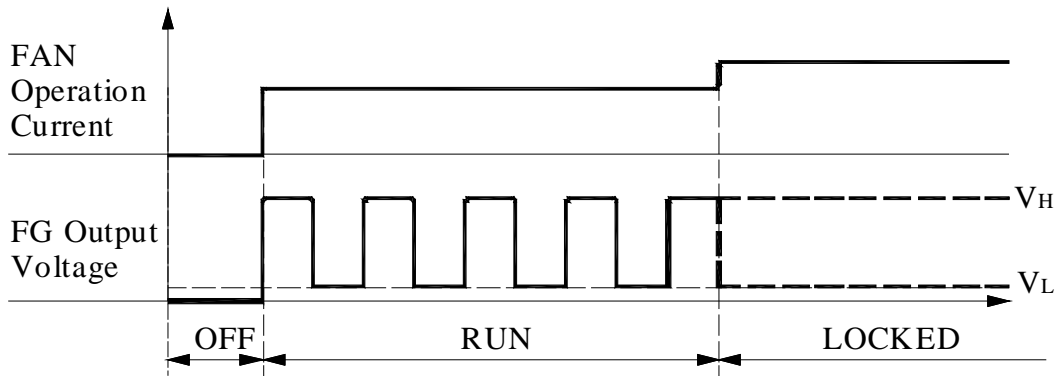 FAN
Operation
Current
VH
FG Output
Voltage
VL
OFF
RUN
LOCKED